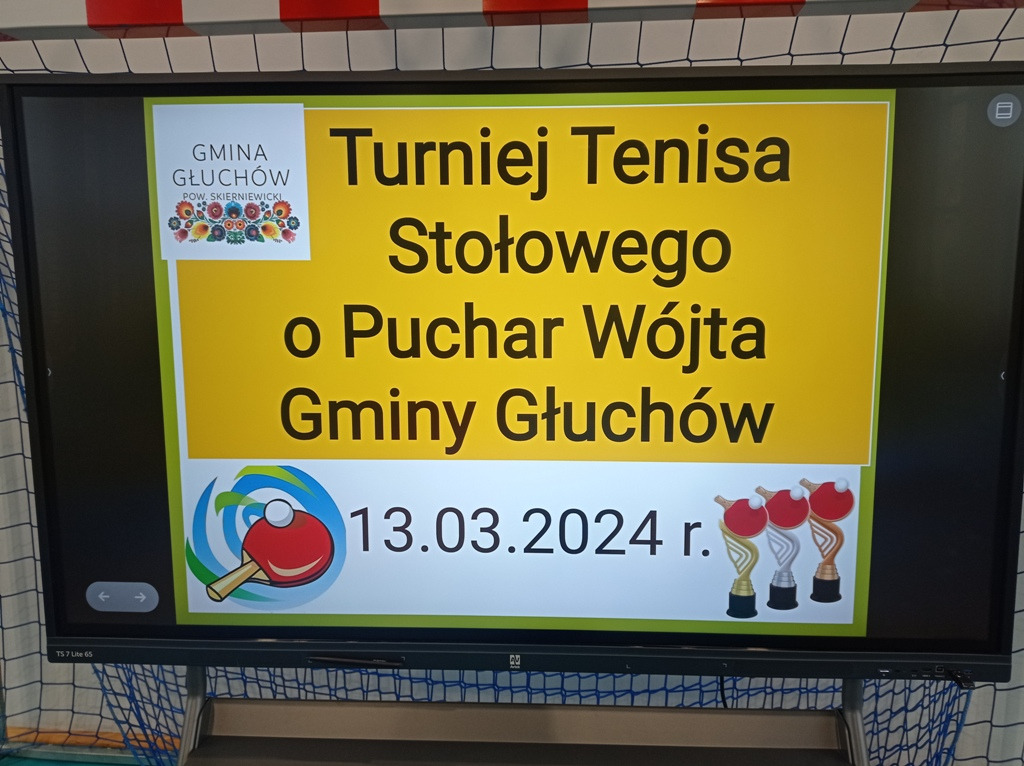 GMINA
GŁUCHÓW
POW. SKIERNIEWICKI
Turniej Tenisa
Stołowego
o Puchar Wójta
Gminy Głuchów
13.03.2024 r.
TS 7 Lite 65